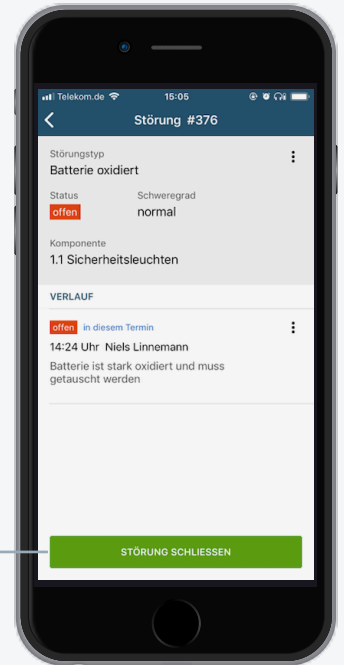 Telekom.de 15:05
Störung #376
Störungstyp
Batterie oxidiert
Status Schweregrad
offen normal
Komponente
1.1 Sicherheitsleuchten
VERLAUF
offen in diesem Termin
14:24 Uhr Niels Linnemann
Batterie ist stark oxidiert und muss
getauscht werden
STÖRUNG SCHLIESSEN